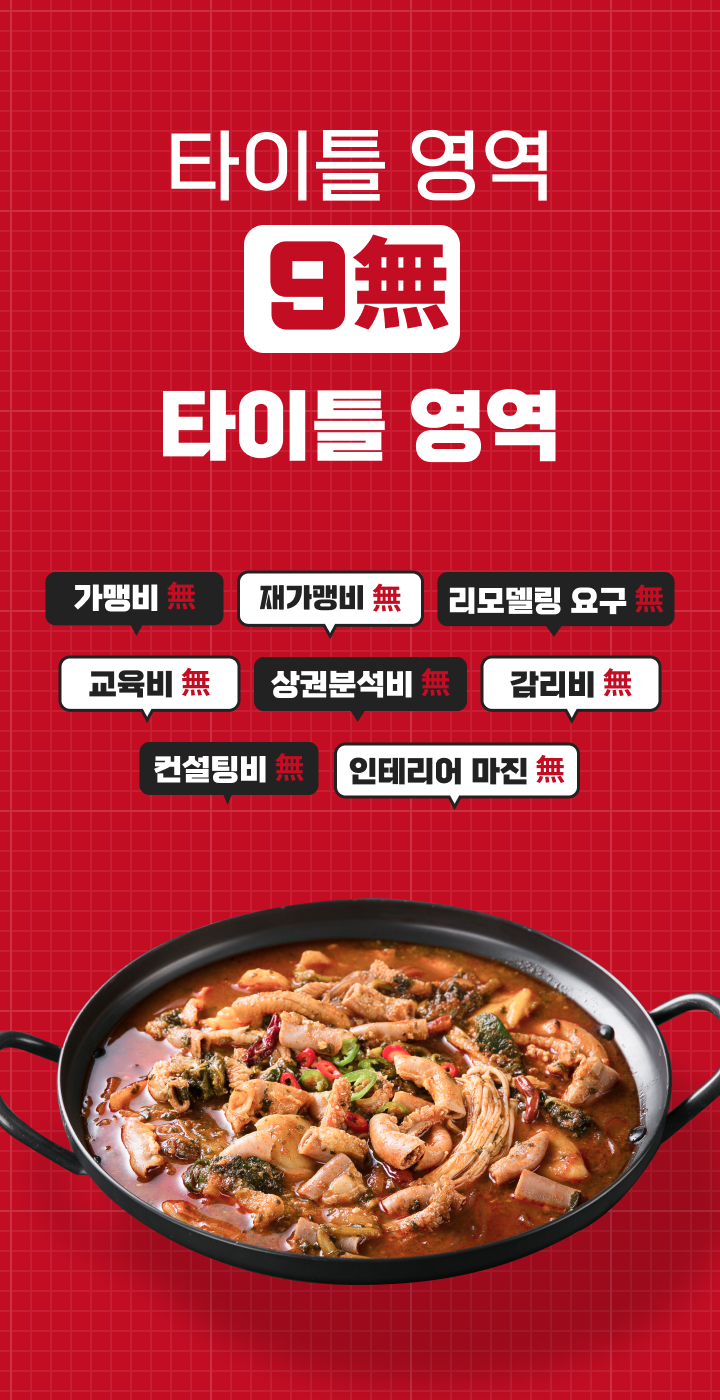 타이틀 영역
9無
타이틀 영역
가맹비 無
재가맹비 無
리모델링 요구 無
교육비 無
상권분석비 無
감리비 無
컨설팅비 無
인테리어 마진 無